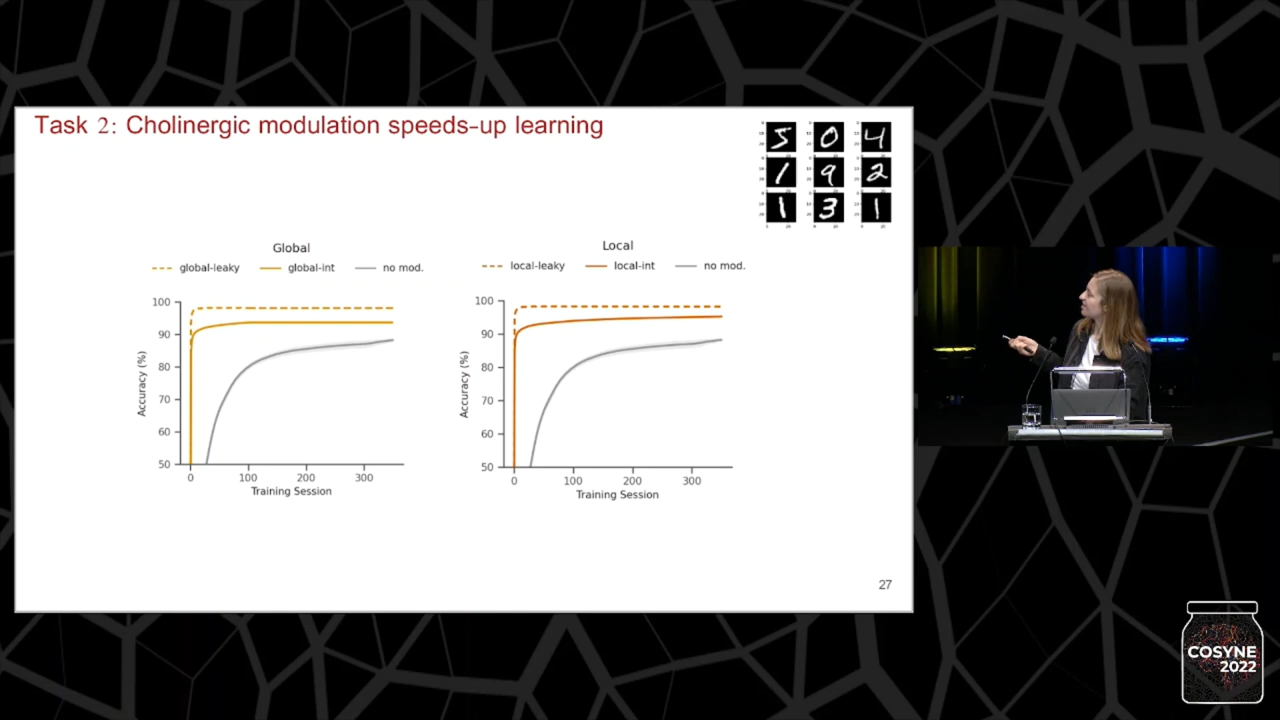 Task 2: Cholinergic modulation speeds-up learning
5 0 4
1 9 2
1 3 1
Global
global-leaky global-int no mod.
100
90
80
70
60
50
Accuracy (%)
0 100 200 300
Training Session
Local
local-leaky local-int no mod.
100
90
80
70
60
50
Accuracy (%)
0 100 200 300
Training Session
27
COSYNE
2022